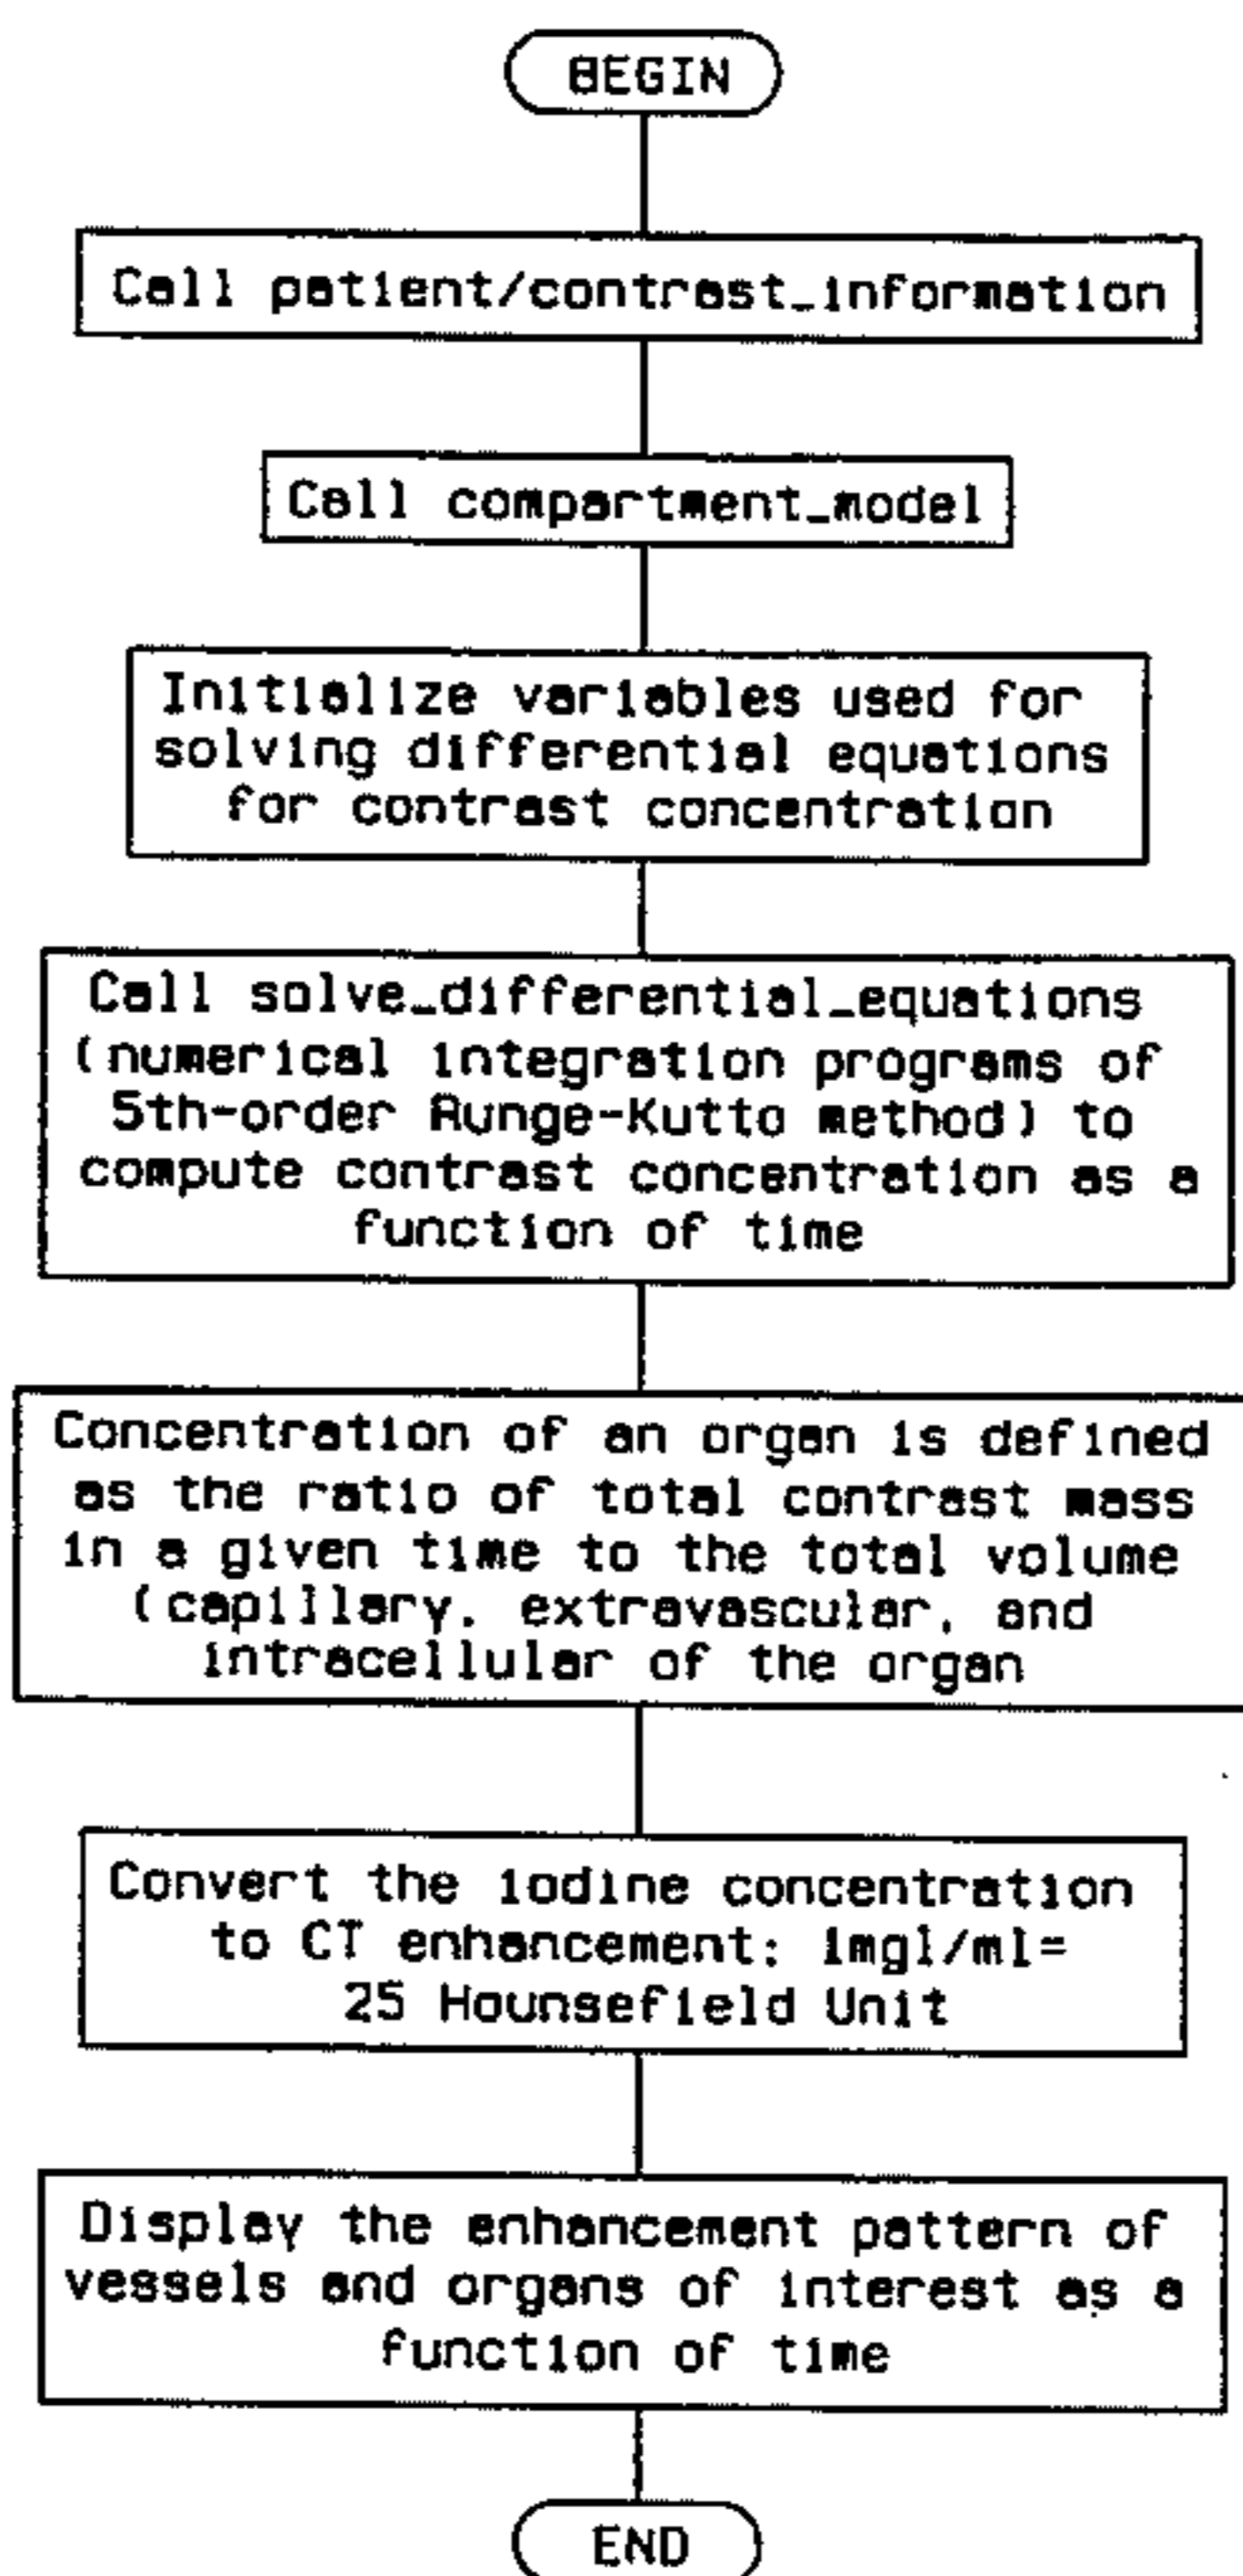 BEGIN
Call patient/contrast_information
Call compartment_model
Initialize variables used for
solving differential equations
for contrast concentration
Call solve_differential_equations
(numerical integration programs of
5th-order Runge-Kutta method) to
compute contrast concentration as a
function of time
Concentration of an organ is defined
as the ratio of total contrast mass
in a given time to the total volume
(capillary, extravascular, and
intracellular of the organ
Convert the iodine concentration
to CT enhancement: 1mgI/ml=
25 Hounsefield Unit
Display the enhancement pattern of
vessels and organs of interest as a
function of time
END